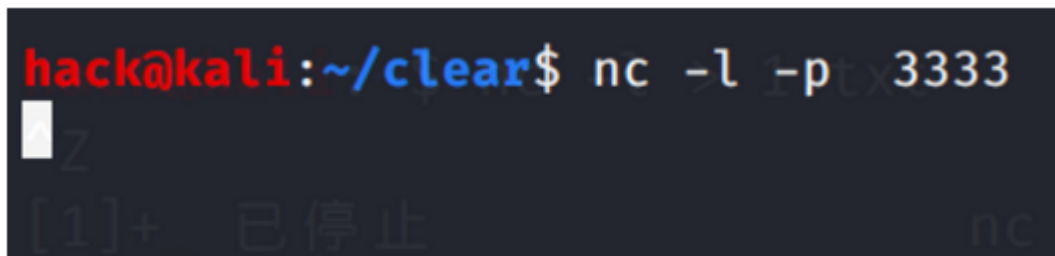 hack@kali:~/clear$ nc -l -p  3333
^Z
[1]+  已停止                  nc